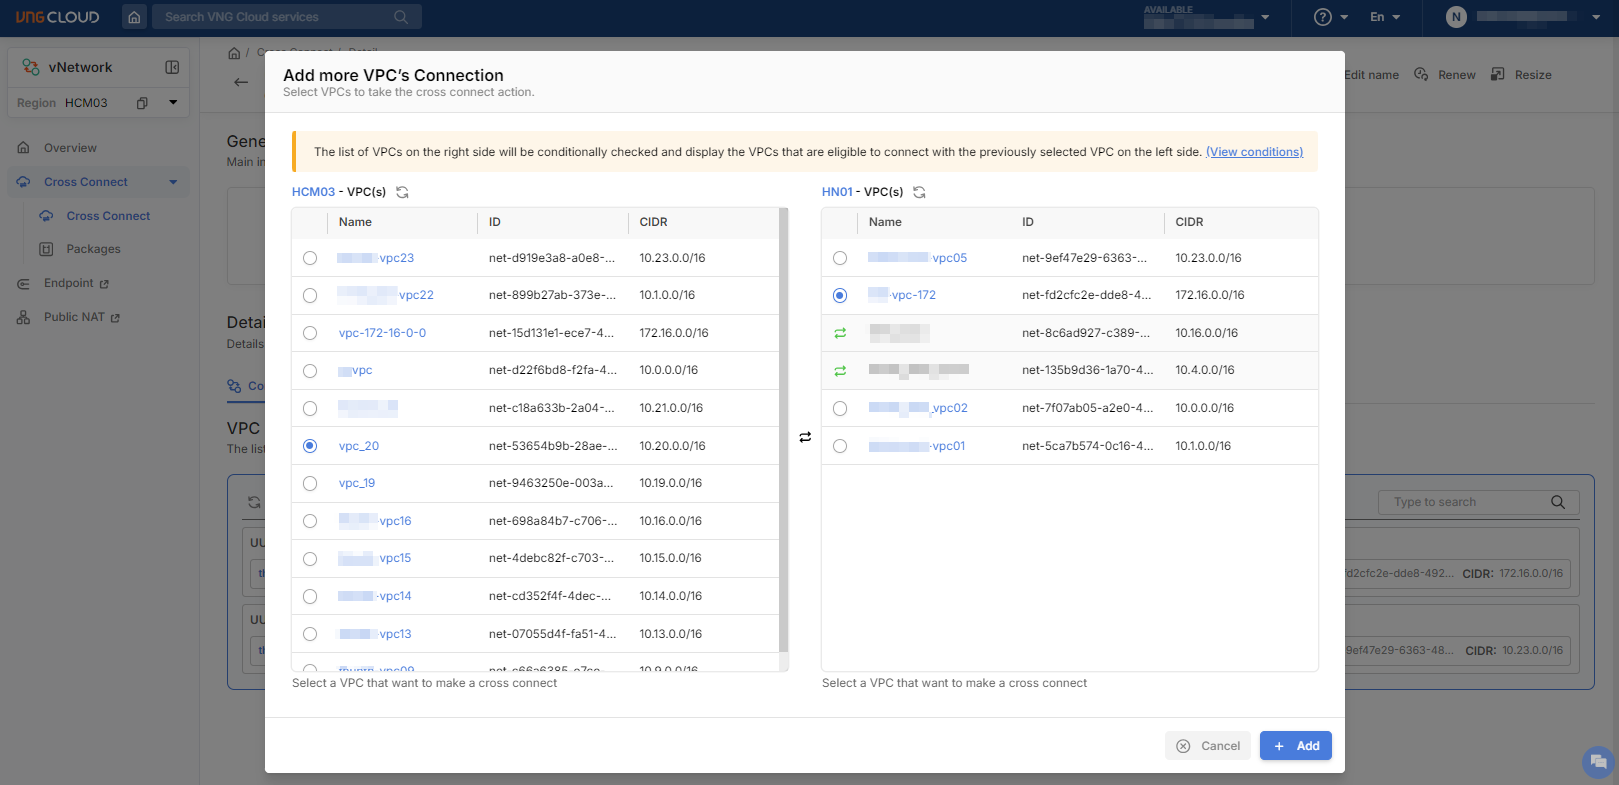 VNG CLOUD
Search VNG Cloud services
AVAILABLE
En
N
vNetwork
Region HCM03
Overview
Cross Connect
Cross Connect
Packages
Endpoint
Public NAT
Edit name
Renew
Resize
Gene
Main in
Detai
Details
Co
VPC
The list
Type to search
UU
fd2cfc2e-dde8-492... CIDR: 172.16.0.0/16
UU
9ef47e29-6363-48... CIDR: 10.23.0.0/16
Add more VPC's Connection
Select VPCs to take the cross connect action.
The list of VPCs on the right side will be conditionally checked and display the VPCs that are eligible to connect with the previously selected VPC on the left side. (View conditions)
HCM03 - VPC(s)
Name ID CIDR
vpc23 net-d919e3a8-a0e8-... 10.23.0.0/16
vpc22 net-899b27ab-373e-... 10.1.0.0/16
vpc-172-16-0-0 net-15d131e1-ece7-4... 172.16.0.0/16
vpc net-d22f6bd8-f2fa-4... 10.0.0.0/16
net-c18a633b-2a04-... 10.21.0.0/16
vpc_20 net-53654b9b-28ae-... 10.20.0.0/16
vpc_19 net-9463250e-003a... 10.19.0.0/16
vpc16 net-698a84b7-c706-... 10.16.0.0/16
vpc15 net-4debc82f-c703-... 10.15.0.0/16
-vpc14 net-cd352f4f-4dec-... 10.14.0.0/16
vpc13 net-07055d4f-fa51-4... 10.13.0.0/16
vpc09 10.9.0.0/16
Select a VPC that want to make a cross connect
HN01 - VPC(s)
Name ID CIDR
-vpc05 net-9ef47e29-6363-... 10.23.0.0/16
-vpc-172 net-fd2cfc2e-dde8-4... 172.16.0.0/16
net-8c6ad927-c389-... 10.16.0.0/16
net-135b9d36-1a70-4... 10.4.0.0/16
_vpc02 net-7f07ab05-a2e0-4... 10.0.0.0/16
-vpc01 net-5ca7b574-0c16-4... 10.1.0.0/16
Select a VPC that want to make a cross connect
Cancel
+ Add